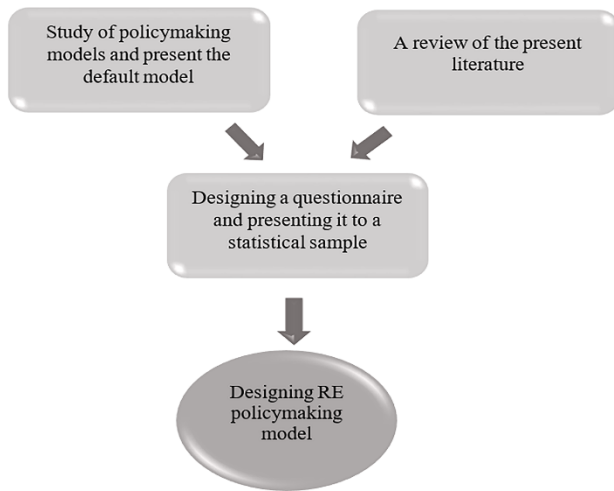 Study of policymaking
models and present the
default model
A review of the present
literature
Designing a questionnaire
and presenting it to a
statistical sample
Designing RE
policymaking
model